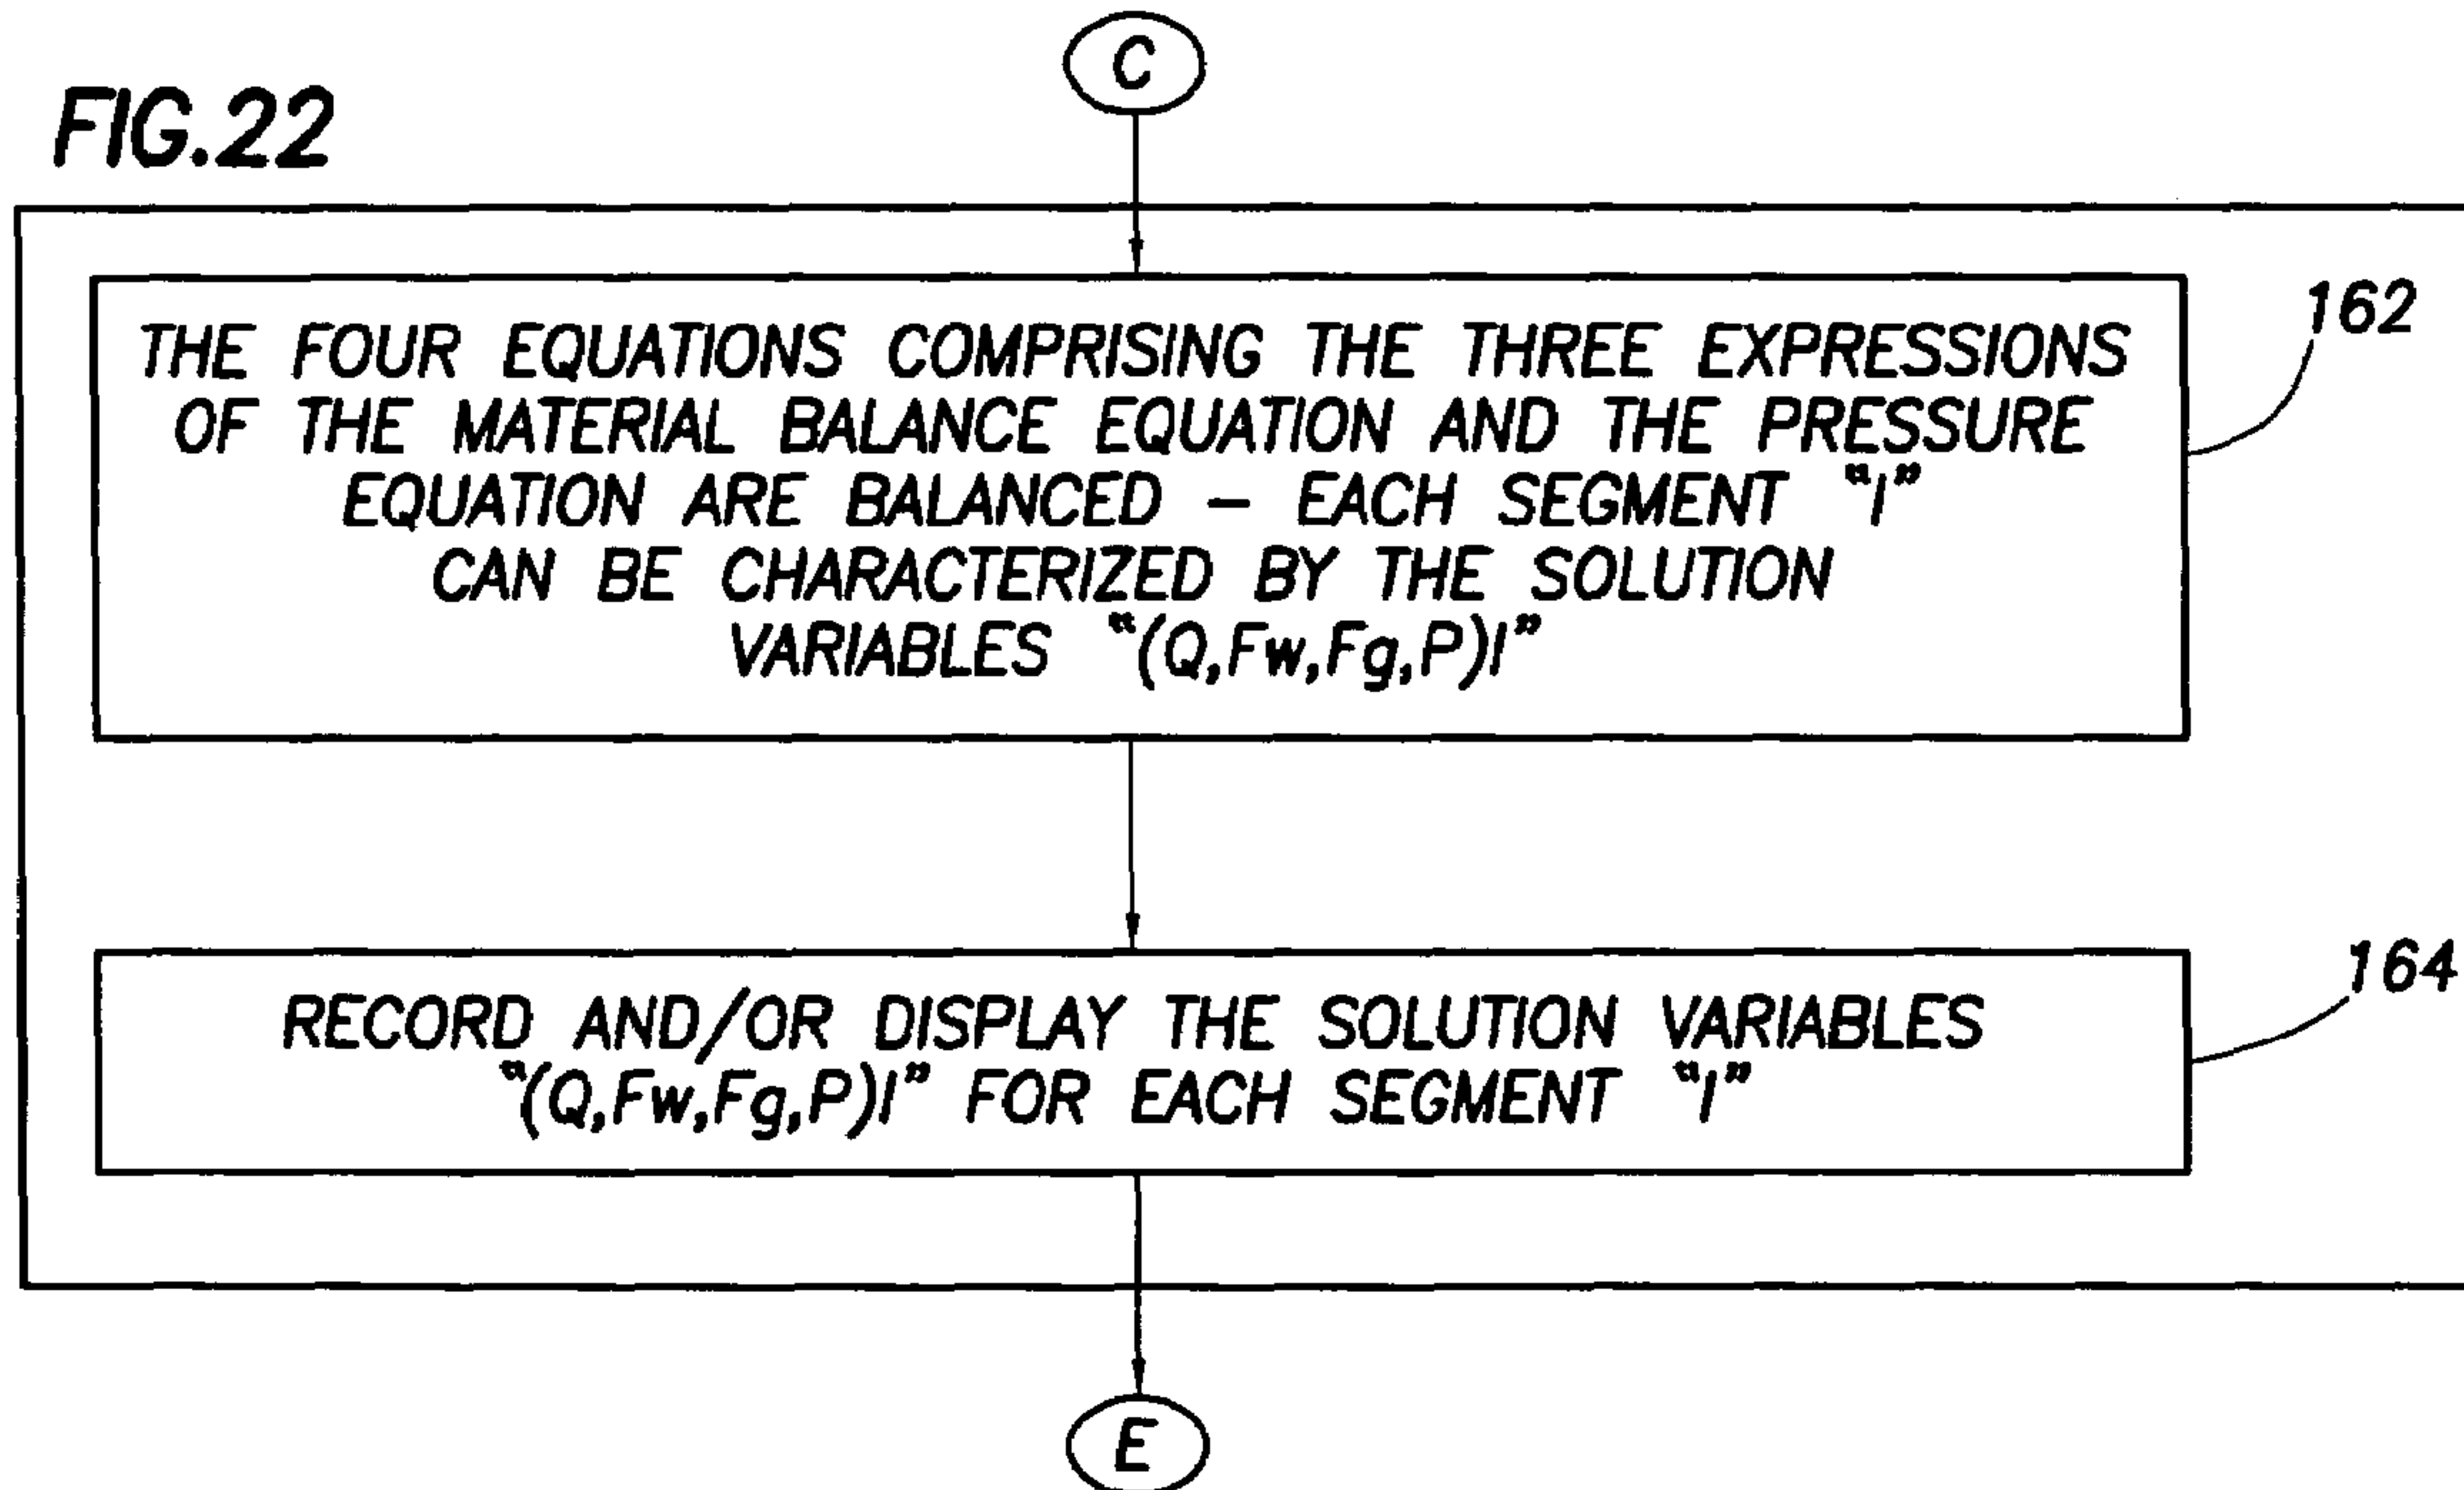 C
FIG.22
THE FOUR EQUATIONS COMPRISING THE THREE EXPRESSIONS
OF THE MATERIAL BALANCE EQUATION AND THE PRESSURE
EQUATION ARE BALANCED – EACH SEGMENT “I”
CAN BE CHARACTERIZED BY THE SOLUTION
VARIABLES “(Q,Fw,Fg,P)I”
162
RECORD AND/OR DISPLAY THE SOLUTION VARIABLES
“(Q,Fw,Fg,P)I” FOR EACH SEGMENT “I”
164
E